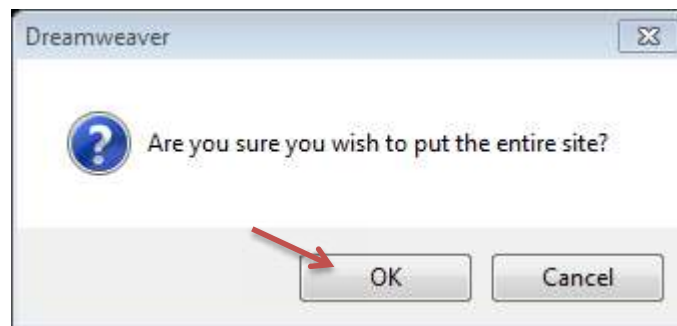 Dreamweaver
Are you sure you wish to put the entire site?
OK
Cancel